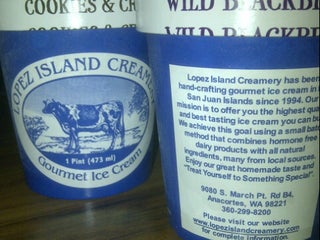 COOKIES & CR
COOKIES & CR
LOPEZ ISLAND CREAMERY
1 Pint (473 ml)
Gourmet Ice Cream
WILD BLACKBE
WILD BLACKBE
Lopez Island Creamery has been
hand-crafting gourmet ice cream in
San Juan Islands since 1994. Our
mission is to offer you the highest qua
and best tasting ice cream you can bu
We achieve this goal using a small bat
method that combines hormone free
dairy products with all natural
ingredients, many from local sources.
Enjoy our great homemade taste and
"Treat Yourself to Something Special".
9080 S. March Pt. Rd B4.
Anacortes, WA 98221
360-299-8200
Please visit our website
www.lopezislandcreamery.com
for complete information.